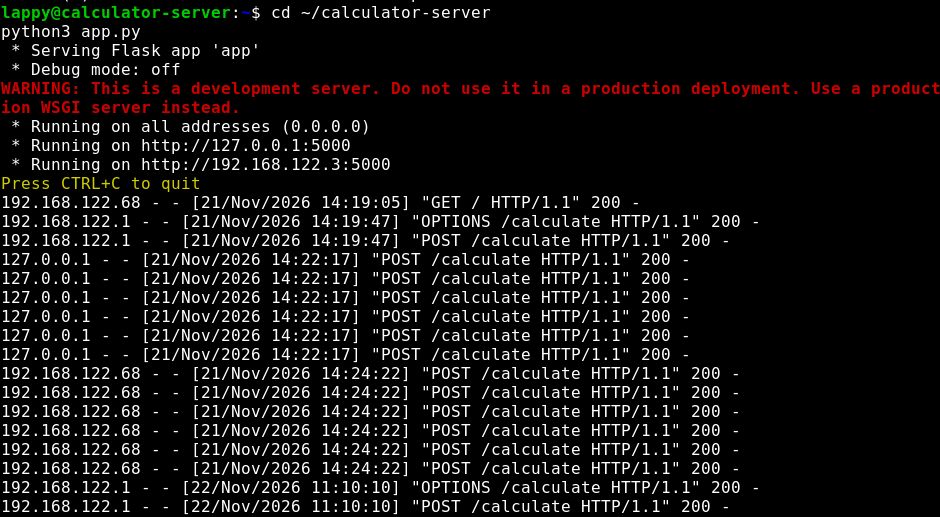 lappy@calculator-server:~$ cd ~/calculator-server
python3 app.py
 * Serving Flask app 'app'
 * Debug mode: off
WARNING: This is a development server. Do not use it in a production deployment. Use a product
ion WSGI server instead.
 * Running on all addresses (0.0.0.0)
 * Running on http://127.0.0.1:5000
 * Running on http://192.168.122.3:5000
Press CTRL+C to quit
192.168.122.68 - - [21/Nov/2026 14:19:05] "GET / HTTP/1.1" 200 -
192.168.122.1 - - [21/Nov/2026 14:19:47] "OPTIONS /calculate HTTP/1.1" 200 -
192.168.122.1 - - [21/Nov/2026 14:19:47] "POST /calculate HTTP/1.1" 200 -
127.0.0.1 - - [21/Nov/2026 14:22:17] "POST /calculate HTTP/1.1" 200 -
127.0.0.1 - - [21/Nov/2026 14:22:17] "POST /calculate HTTP/1.1" 200 -
127.0.0.1 - - [21/Nov/2026 14:22:17] "POST /calculate HTTP/1.1" 200 -
127.0.0.1 - - [21/Nov/2026 14:22:17] "POST /calculate HTTP/1.1" 200 -
127.0.0.1 - - [21/Nov/2026 14:22:17] "POST /calculate HTTP/1.1" 200 -
127.0.0.1 - - [21/Nov/2026 14:22:17] "POST /calculate HTTP/1.1" 200 -
192.168.122.68 - - [21/Nov/2026 14:24:22] "POST /calculate HTTP/1.1" 200 -
192.168.122.68 - - [21/Nov/2026 14:24:22] "POST /calculate HTTP/1.1" 200 -
192.168.122.68 - - [21/Nov/2026 14:24:22] "POST /calculate HTTP/1.1" 200 -
192.168.122.68 - - [21/Nov/2026 14:24:22] "POST /calculate HTTP/1.1" 200 -
192.168.122.68 - - [21/Nov/2026 14:24:22] "POST /calculate HTTP/1.1" 200 -
192.168.122.68 - - [21/Nov/2026 14:24:22] "POST /calculate HTTP/1.1" 200 -
192.168.122.1 - - [22/Nov/2026 11:10:10] "OPTIONS /calculate HTTP/1.1" 200 -
192.168.122.1 - - [22/Nov/2026 11:10:10] "POST /calculate HTTP/1.1" 200 -